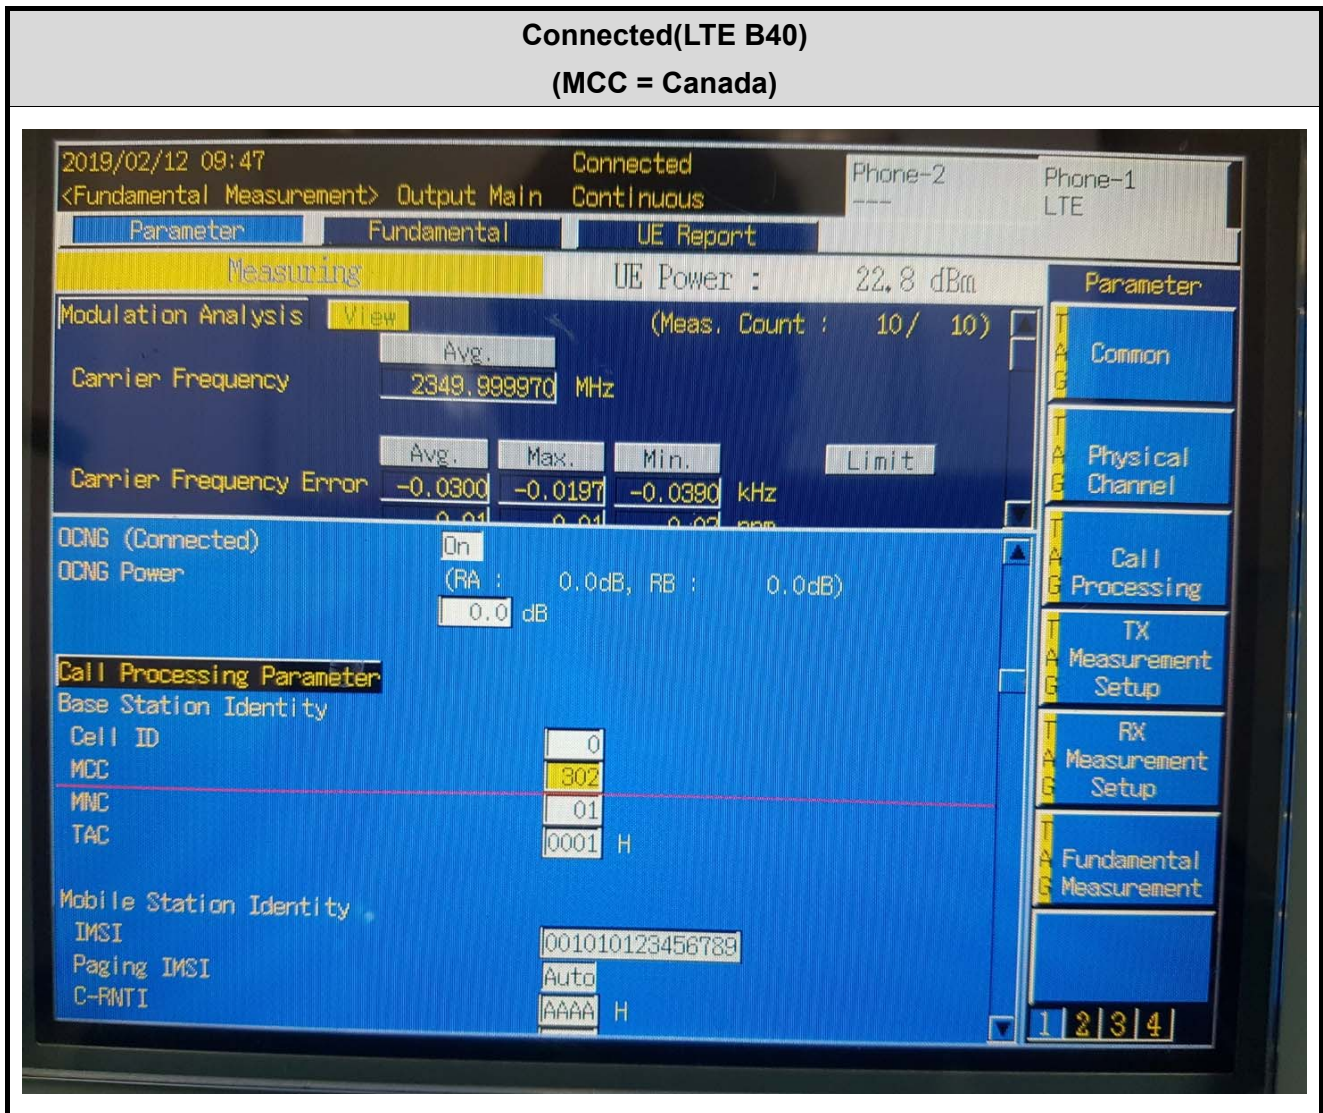 Connected(LTE B40)
(MCC = Canada)
2019/02/12 09:47 Connected
<Fundamental Measurement> Output Main Continuous
Phone-2
---
Phone-1
LTE
Parameter Fundamental UE Report
Measuring UE Power : 22.8 dBm
Modulation Analysis View (Meas. Count : 10/ 10)
Avg.
Carrier Frequency 2349.999970 MHz
Avg. Max. Min. Limit
Carrier Frequency Error -0.0300 -0.0197 -0.0390 kHz
OCNG (Connected) On
OCNG Power (RA : 0.0dB, RB : 0.0dB)
0.0 dB
Call Processing Parameter
Base Station Identity
Cell ID 0
MCC 302
MNC 01
TAC 0001 H
Mobile Station Identity
IMSI 001010123456789
Paging IMSI Auto
C-RNTI AAAA H
Parameter
TAG
Common
TAG
Physical
Channel
TAG
Call
Processing
TAG
TX
Measurement
Setup
TAG
RX
Measurement
Setup
TAG
Fundamental
Measurement
1 2 3 4